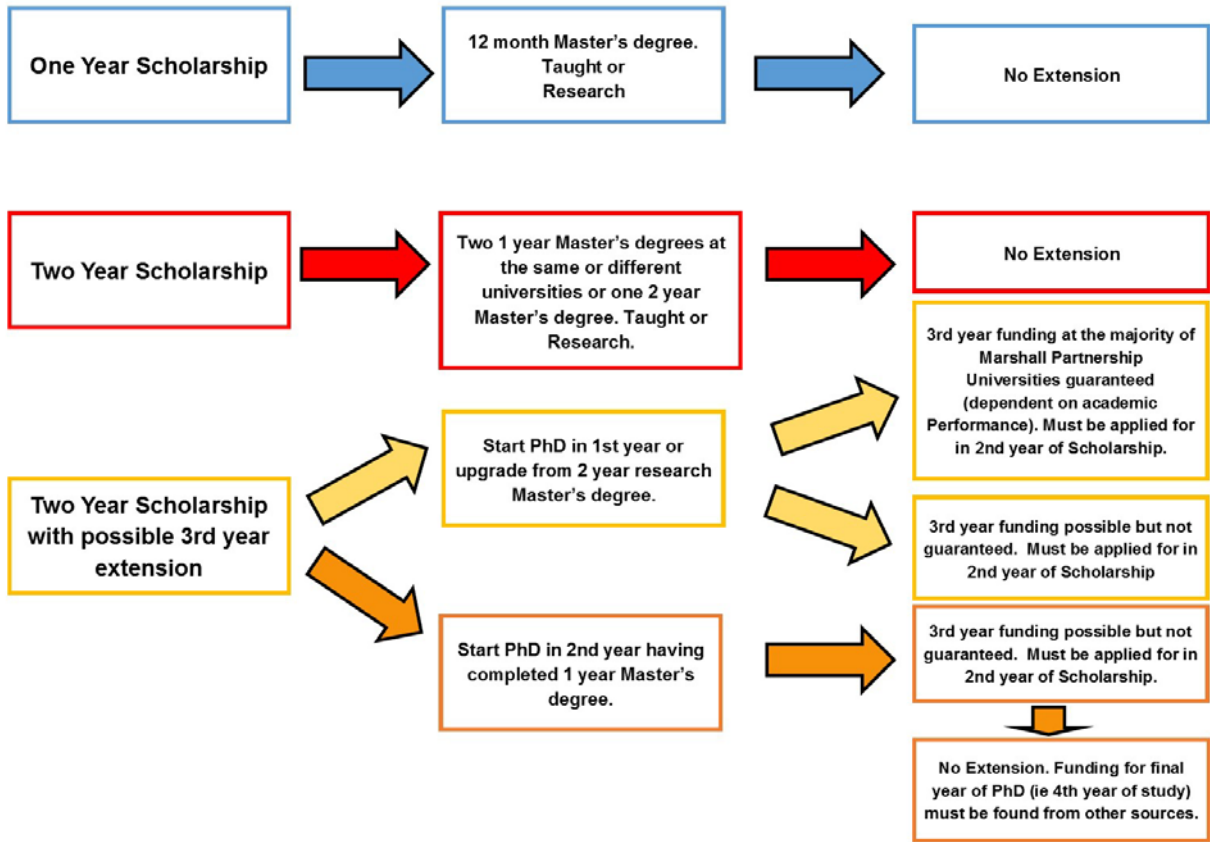 One Year Scholarship
12 month Master's degree.
Taught or
Research
No Extension
Two Year Scholarship
Two 1 year Master's degrees at
the same or different
universities or one 2 year
Master's degree. Taught or
Research.
No Extension
Two Year Scholarship
with possible 3rd year
extension
Start PhD in 1st year or
upgrade from 2 year research
Master's degree.
3rd year funding at the majority of
Marshall Partnership
Universities guaranteed
(dependent on academic
Performance). Must be applied for
in 2nd year of Scholarship.
3rd year funding possible but not
guaranteed. Must be applied for in
2nd year of Scholarship
Start PhD in 2nd year having
completed 1 year Master's
degree.
3rd year funding possible but not
guaranteed. Must be applied for in
2nd year of Scholarship.
No Extension. Funding for final
year of PhD (ie 4th year of study)
must be found from other sources.